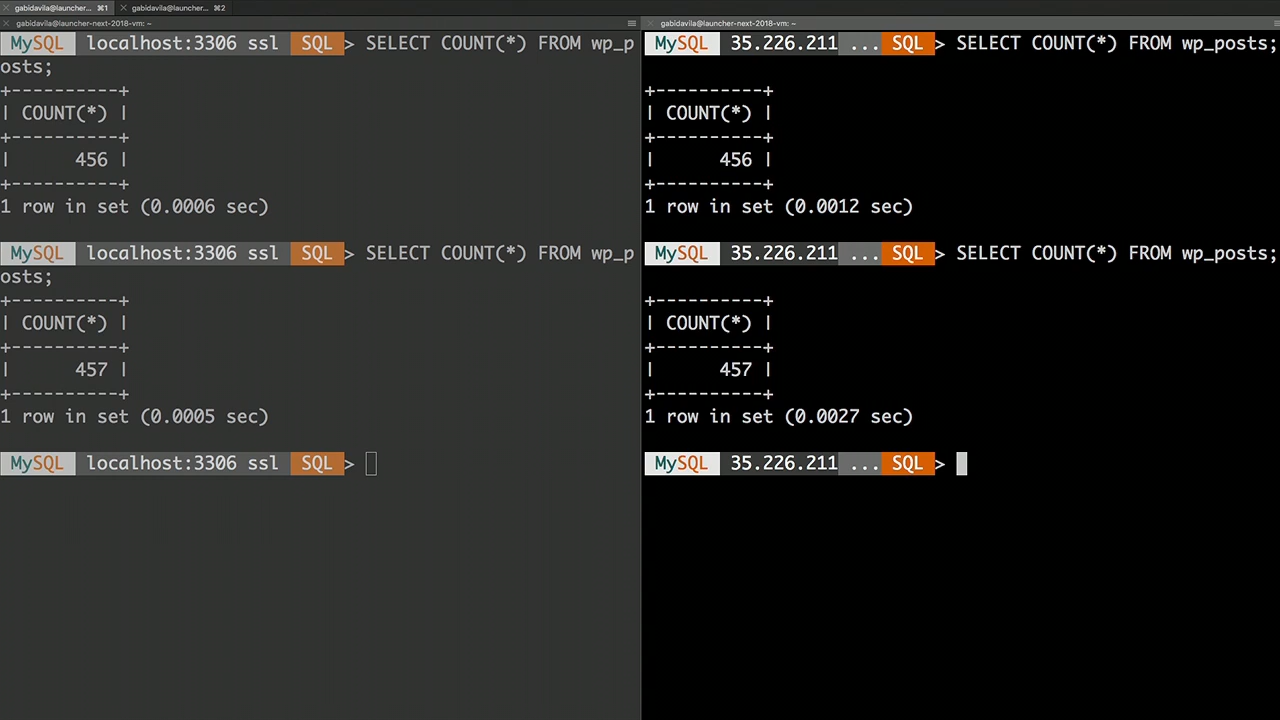 gabidavila@launcher... ⌘1
gabidavila@launcher... ⌘2
gabidavila@launcher-next-2018-vm: ~
MySQL localhost:3306 ssl SQL > SELECT COUNT(*) FROM wp_p
osts;
+----------+
| COUNT(*) |
+----------+
|      456 |
+----------+
1 row in set (0.0006 sec)
MySQL localhost:3306 ssl SQL > SELECT COUNT(*) FROM wp_p
osts;
+----------+
| COUNT(*) |
+----------+
|      457 |
+----------+
1 row in set (0.0005 sec)
MySQL localhost:3306 ssl SQL >
gabidavila@launcher-next-2018-vm: ~
MySQL 35.226.211 ... SQL > SELECT COUNT(*) FROM wp_posts;
+----------+
| COUNT(*) |
+----------+
|      456 |
+----------+
1 row in set (0.0012 sec)
MySQL 35.226.211 ... SQL > SELECT COUNT(*) FROM wp_posts;
+----------+
| COUNT(*) |
+----------+
|      457 |
+----------+
1 row in set (0.0027 sec)
MySQL 35.226.211 ... SQL >